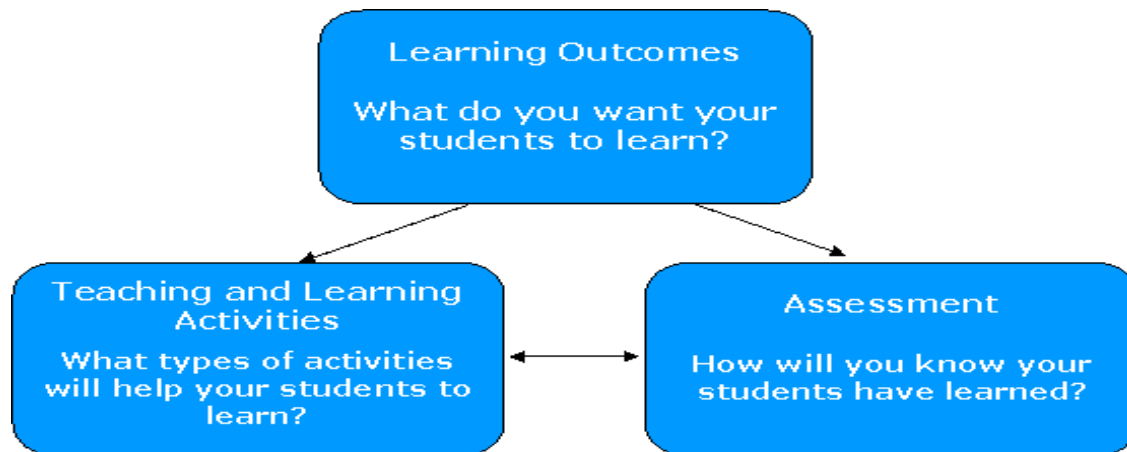 Learning Outcomes
What do you want your
students to learn?
Teaching and Learning
Activities
What types of activities
will help your students to
learn?
Assessment
How will you know your
students have learned?